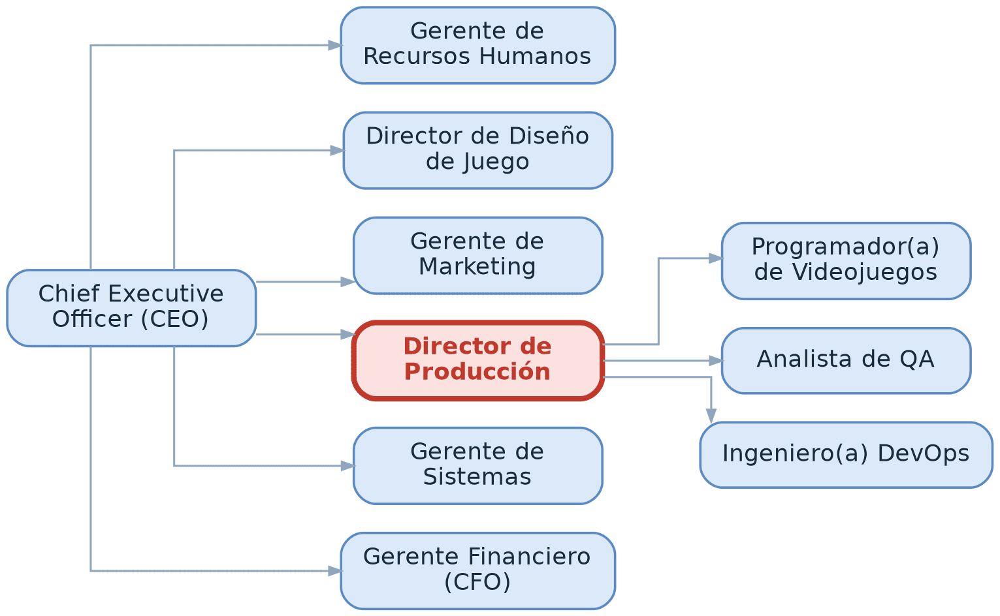 Gerente de
Recursos Humanos
Director de Diseño
de Juego
Gerente de
Marketing
Chief Executive
Officer (CEO)
Director de
Producción
Gerente de
Sistemas
Gerente Financiero
(CFO)
Programador(a)
de Videojuegos
Analista de QA
Ingeniero(a) DevOps